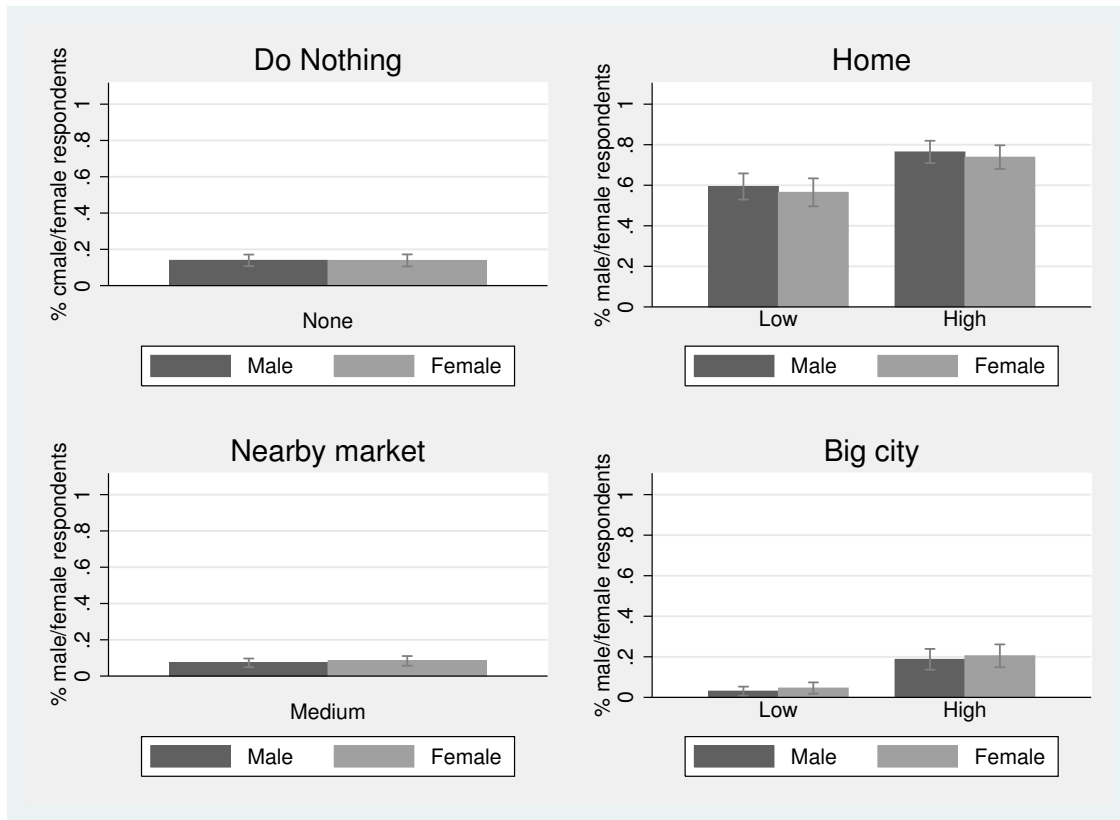 Do Nothing
% cmale/female respondents
1
.8
.6
.4
.2
0
None
Male Female
Home
% male/female respondents
1
.8
.6
.4
.2
0
Low High
Male Female
Nearby market
% male/female respondents
1
.8
.6
.4
.2
0
Medium
Male Female
Big city
% male/female respondents
1
.8
.6
.4
.2
0
Low High
Male Female